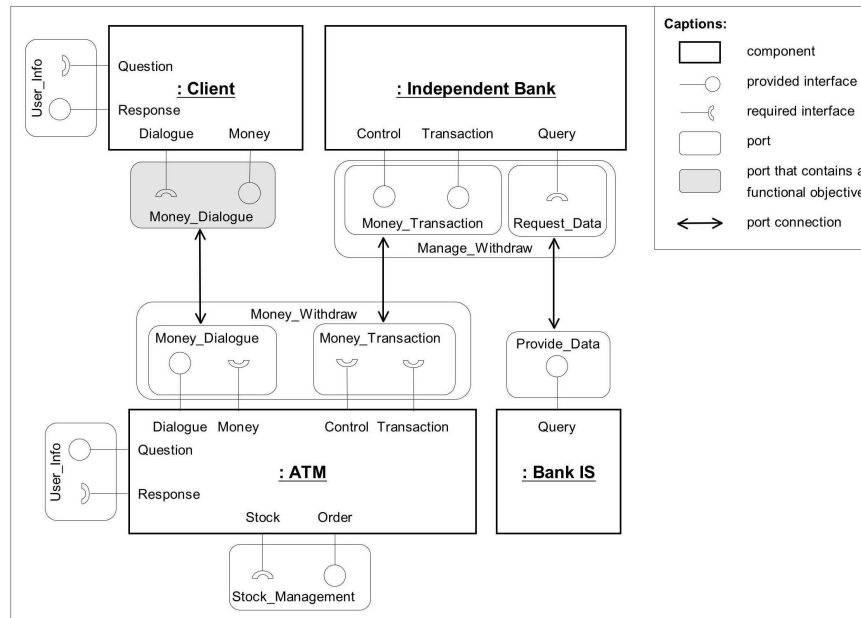 Captions:
component
provided interface
required interface
port
port that contains a
functional objective
port connection
User_Info
Question
Response
: Client
Dialogue Money
Money_Dialogue
: Independent Bank
Control Transaction Query
Money_Transaction Request_Data
Manage_Withdraw
Money_Withdraw
Money_Dialogue Money_Transaction
Provide_Data
Dialogue Money Control Transaction
User_Info
Question
Response
: ATM
Stock Order
Stock_Management
Query
: Bank IS